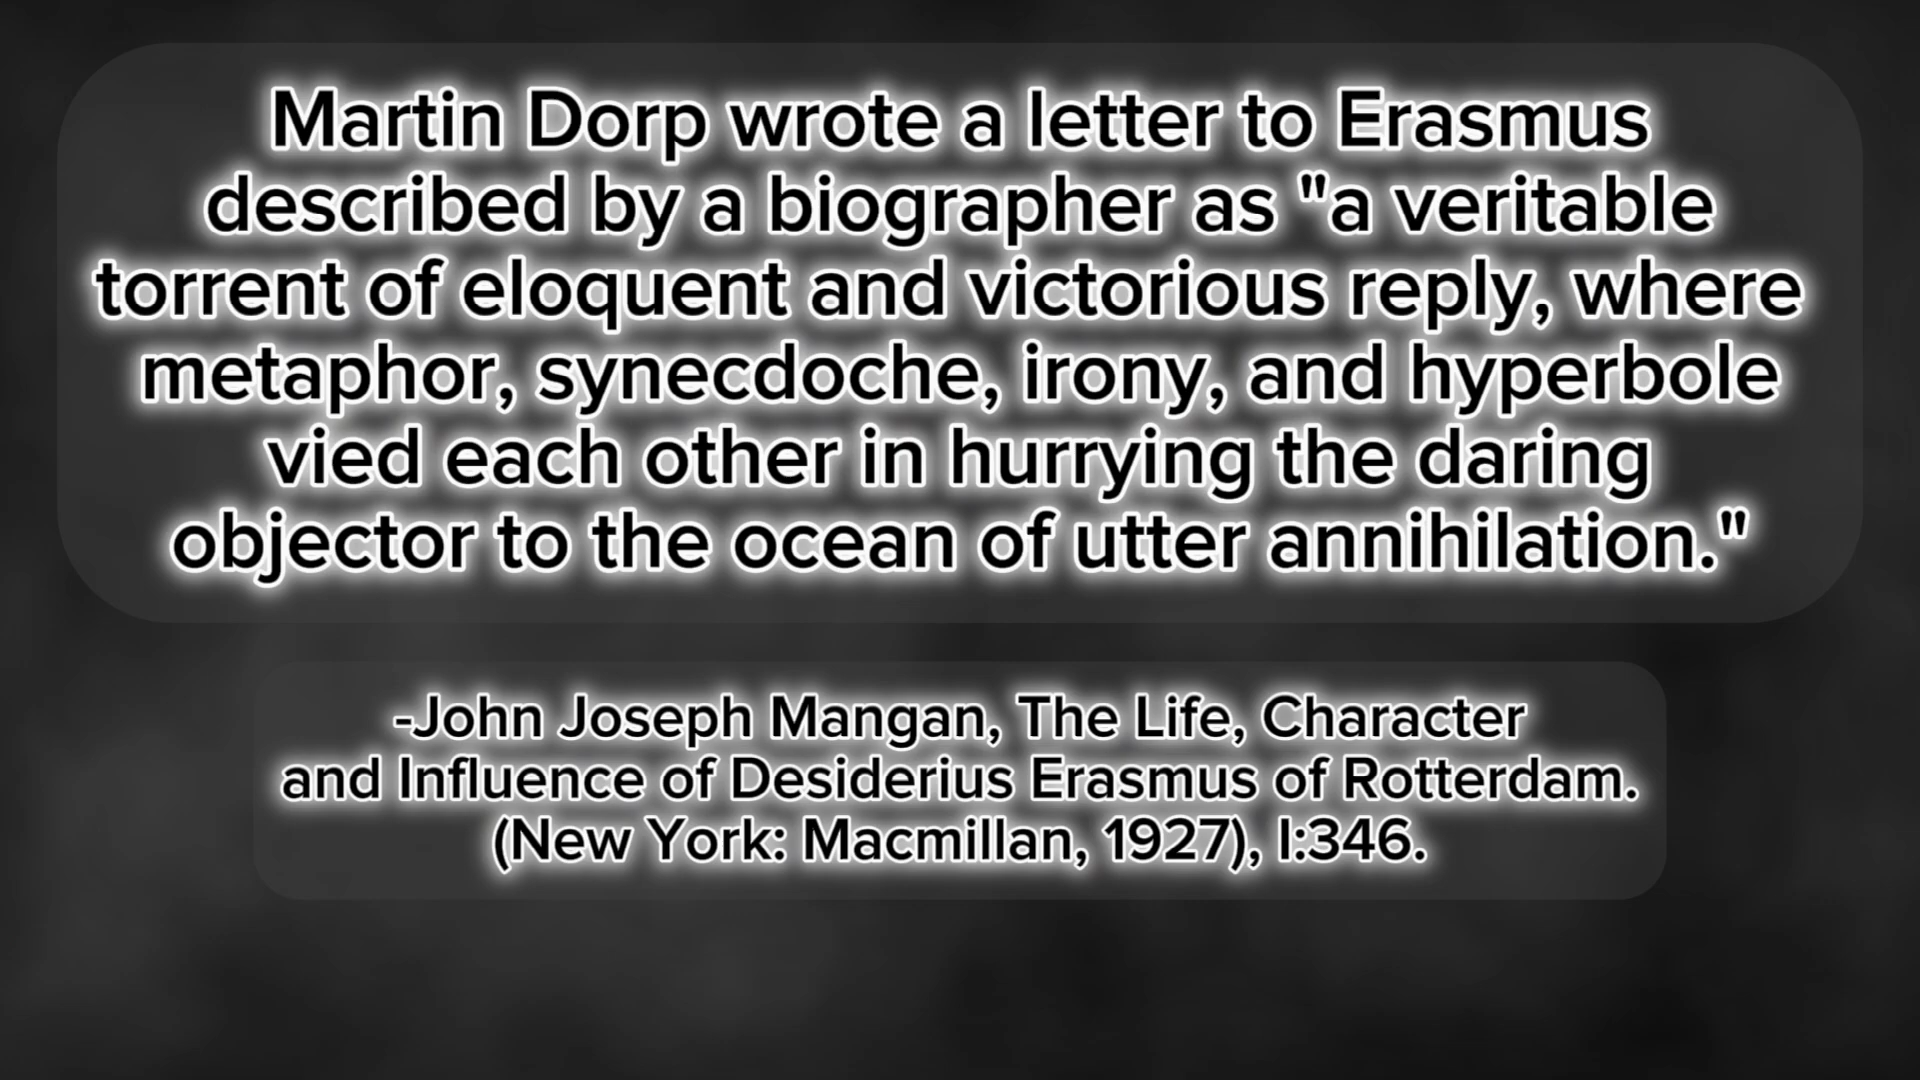 Martin Dorp wrote a letter to Erasmus
described by a biographer as "a veritable
torrent of eloquent and victorious reply, where
metaphor, synecdoche, irony, and hyperbole
vied each other in hurrying the daring
objector to the ocean of utter annihilation."
-John Joseph Mangan, The Life, Character
and Influence of Desiderius Erasmus of Rotterdam.
(New York: Macmillan, 1927), I:346.